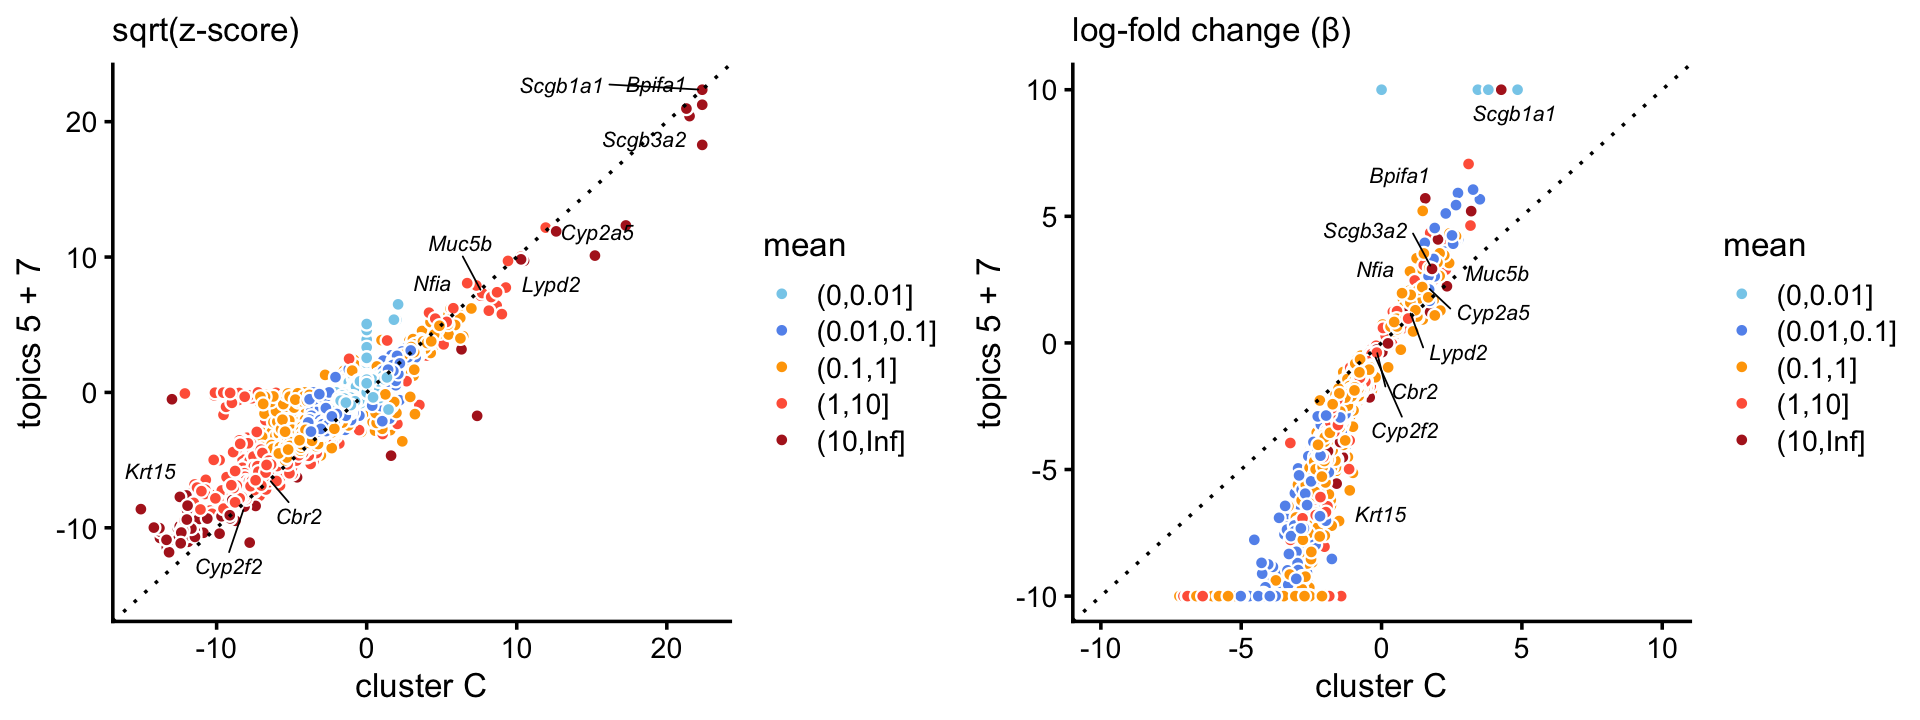 sqrt(z-score)
topics 5 + 7
20
10
0
-10
Scgb1a1
Bpifa1
Scgb3a2
Cyp2a5
Muc5b
Nfia
Lypd2
Krt15
Cbr2
Cyp2f2
-10
0
10
20
cluster C
mean
(0,0.01]
(0.01,0.1]
(0.1,1]
(1,10]
(10,Inf]
log-fold change (β)
topics 5 + 7
10
5
0
-5
-10
Scgb1a1
Bpifa1
Scgb3a2
Nfia
Muc5b
Cyp2a5
Lypd2
Cbr2
Cyp2f2
Krt15
-10
-5
0
5
10
cluster C
mean
(0,0.01]
(0.01,0.1]
(0.1,1]
(1,10]
(10,Inf]